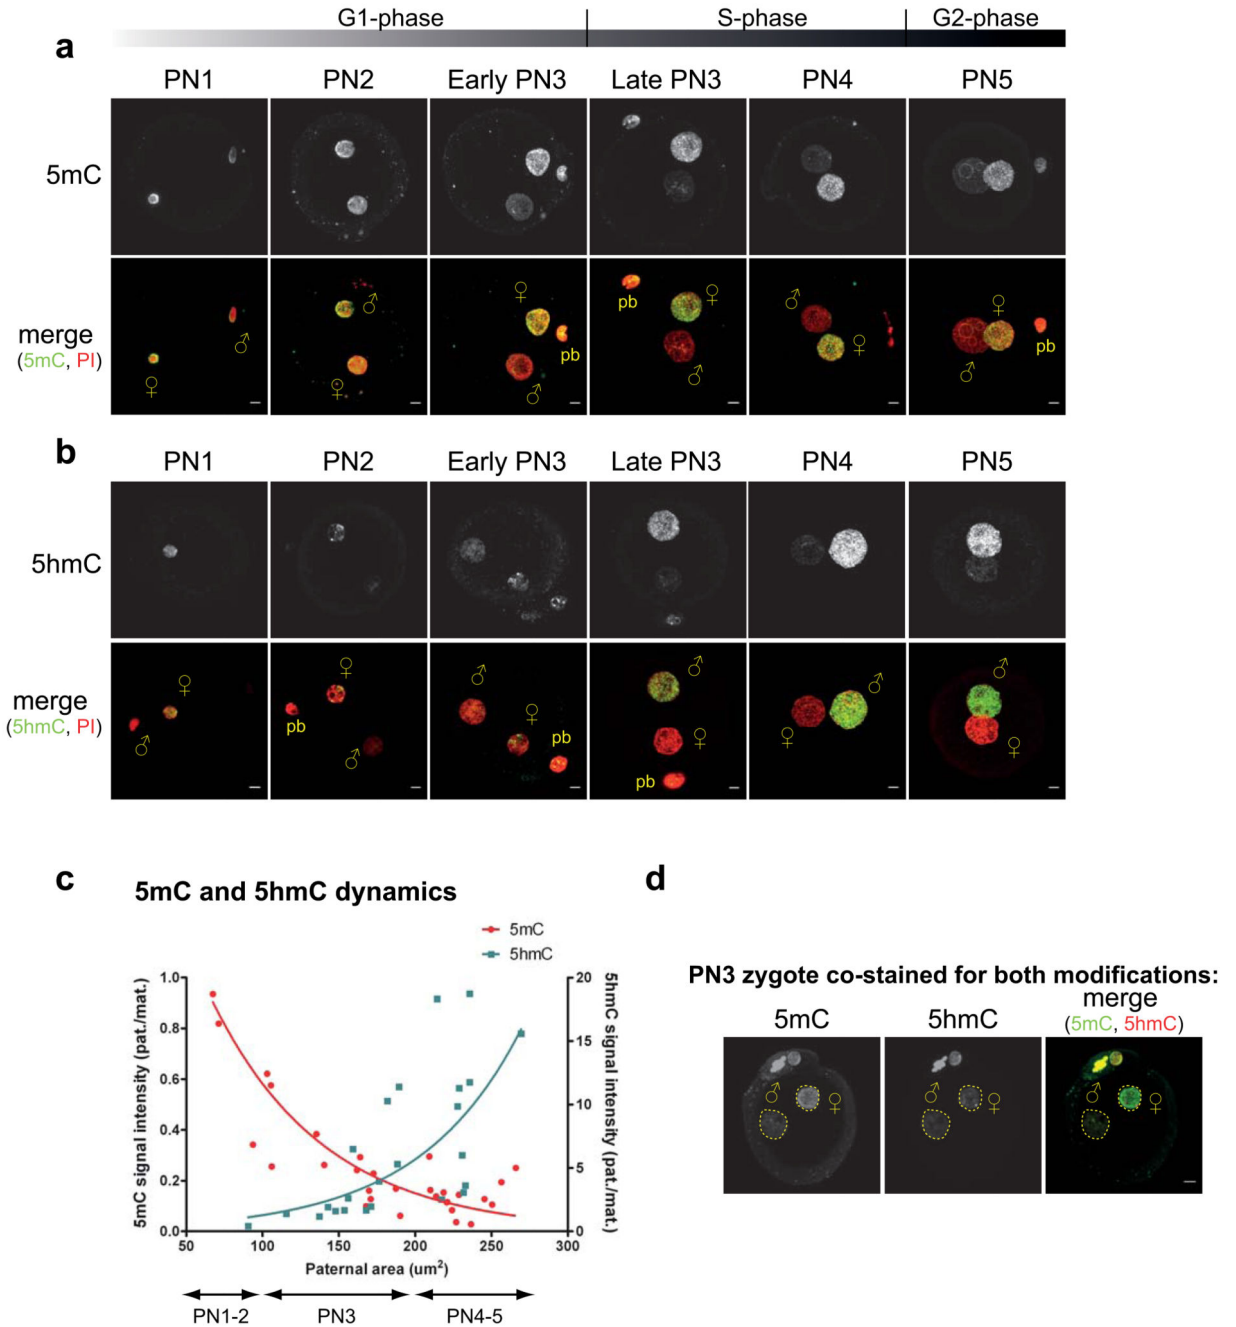 G1-phase S-phase G2-phase
a
PN1 PN2 Early PN3 Late PN3 PN4 PN5
5mC
merge
(5mC, PI)
♂ ♀ ♂ ♀ ♀ pb ♂ pb ♀ ♂ ♂ ♀ ♀ pb ♂
b
PN1 PN2 Early PN3 Late PN3 PN4 PN5
5hmC
merge
(5hmC, PI)
♀ ♂ ♀ pb ♂ ♂ ♀ pb ♂ ♀ pb ♂ ♀ ♂ ♀
c
5mC and 5hmC dynamics
5mC
5hmC
5mC signal intensity (pat./mat.)
1.0
0.8
0.6
0.4
0.2
0.0
20
15
10
5
0
5hmC signal intensity (pat./mat.)
50 100 150 200 250 300
Paternal area (um²)
PN1-2 PN3 PN4-5
d
PN3 zygote co-stained for both modifications:
5mC 5hmC merge
(5mC, 5hmC)
♂ ♀ ♂ ♀ ♂ ♀